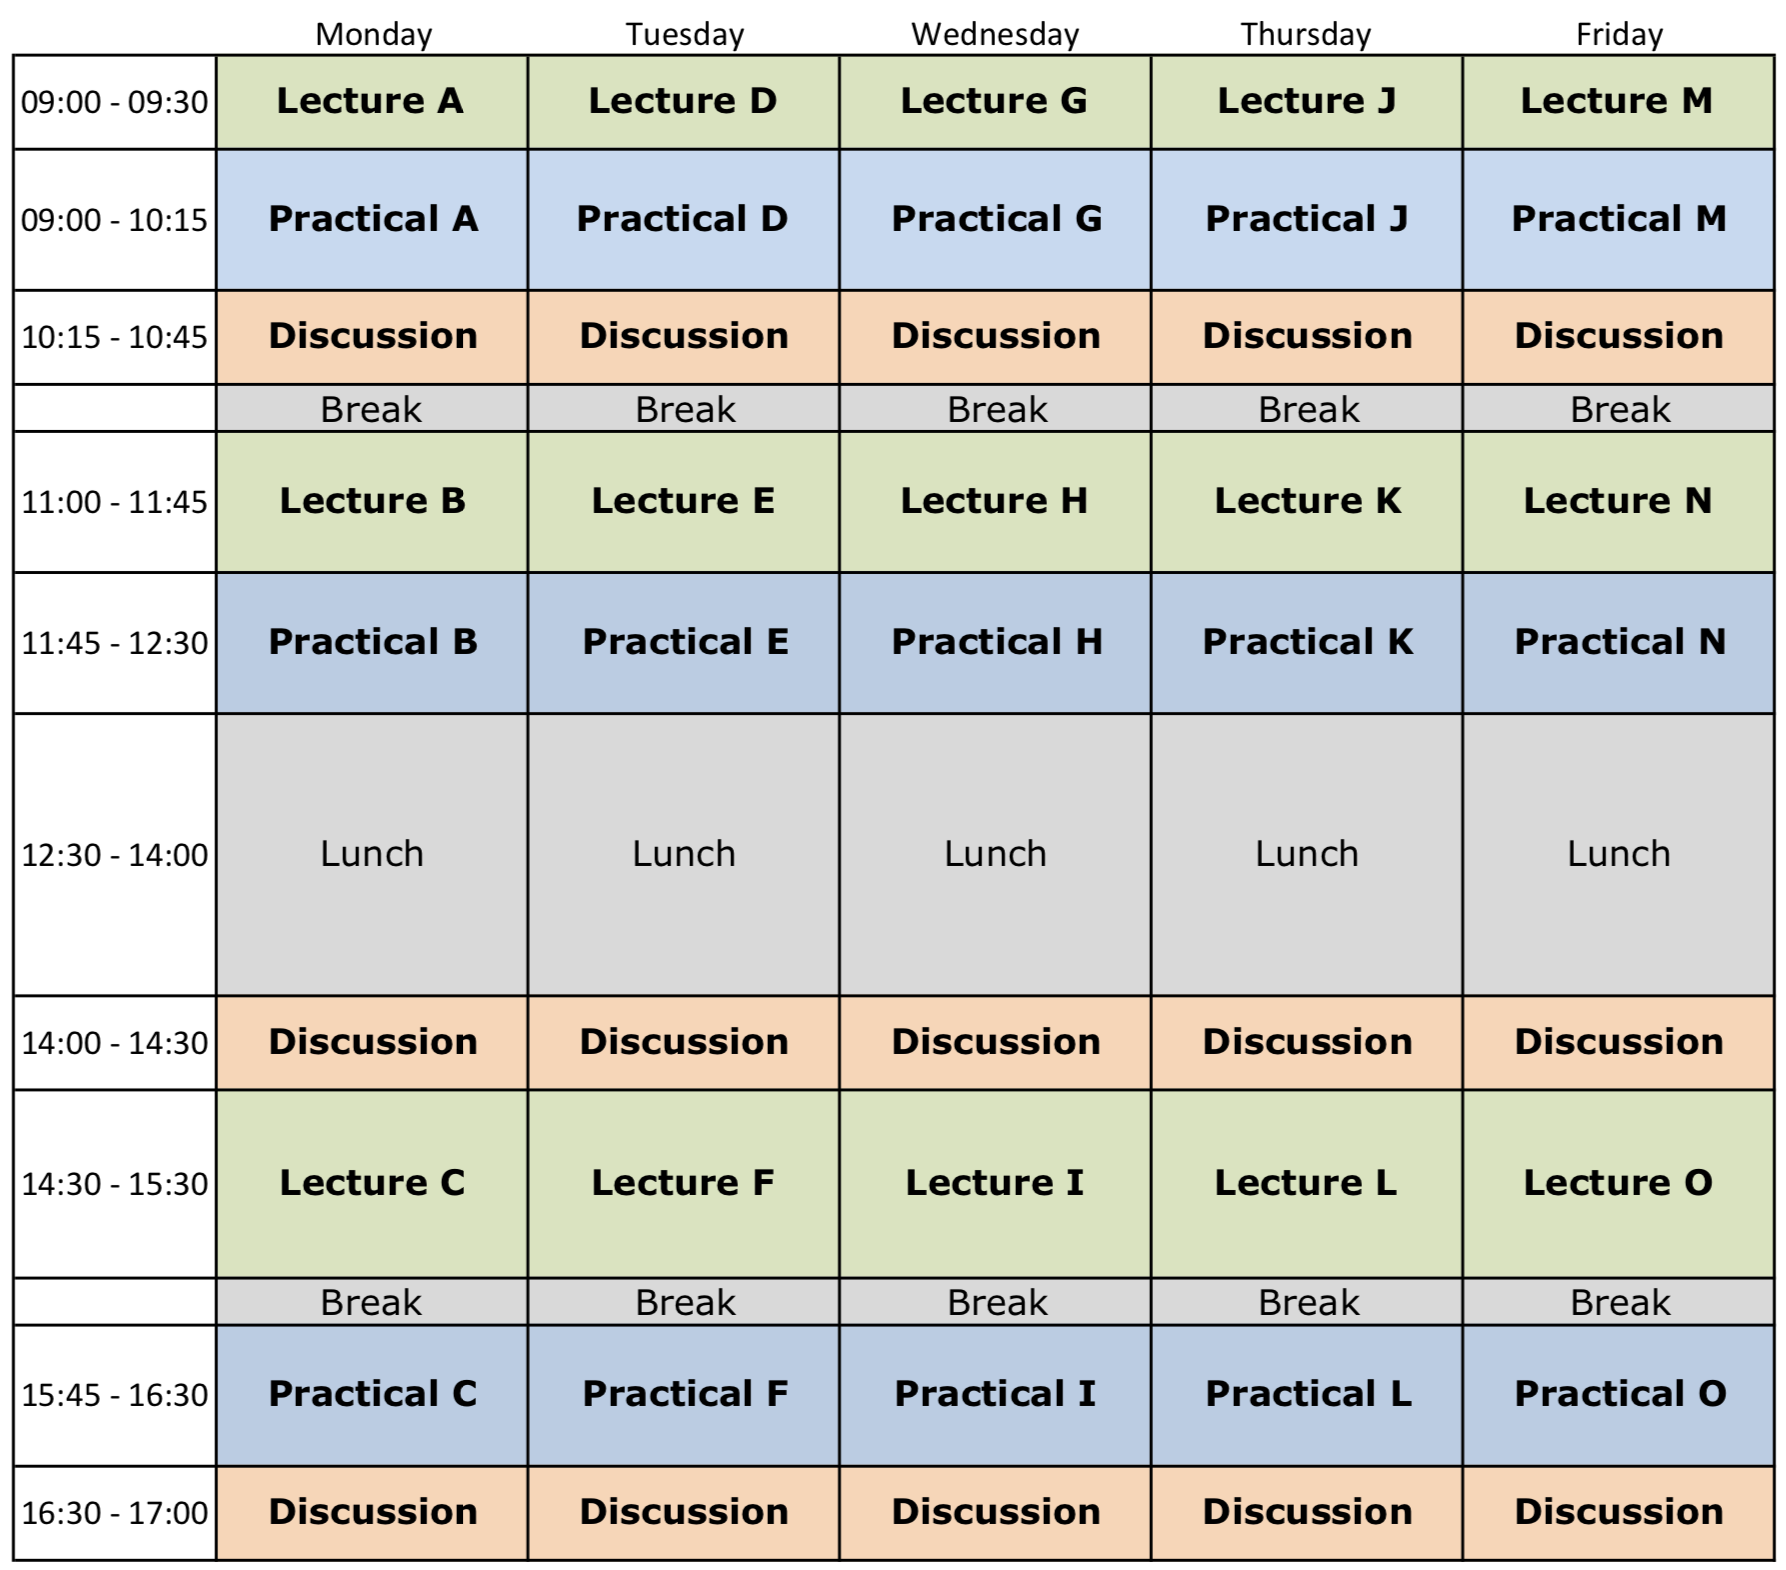 Monday Tuesday Wednesday Thursday Friday
09:00 - 09:30 Lecture A Lecture D Lecture G Lecture J Lecture M
09:00 - 10:15 Practical A Practical D Practical G Practical J Practical M
10:15 - 10:45 Discussion Discussion Discussion Discussion Discussion
Break Break Break Break Break
11:00 - 11:45 Lecture B Lecture E Lecture H Lecture K Lecture N
11:45 - 12:30 Practical B Practical E Practical H Practical K Practical N
12:30 - 14:00 Lunch Lunch Lunch Lunch Lunch
14:00 - 14:30 Discussion Discussion Discussion Discussion Discussion
14:30 - 15:30 Lecture C Lecture F Lecture I Lecture L Lecture O
Break Break Break Break Break
15:45 - 16:30 Practical C Practical F Practical I Practical L Practical O
16:30 - 17:00 Discussion Discussion Discussion Discussion Discussion